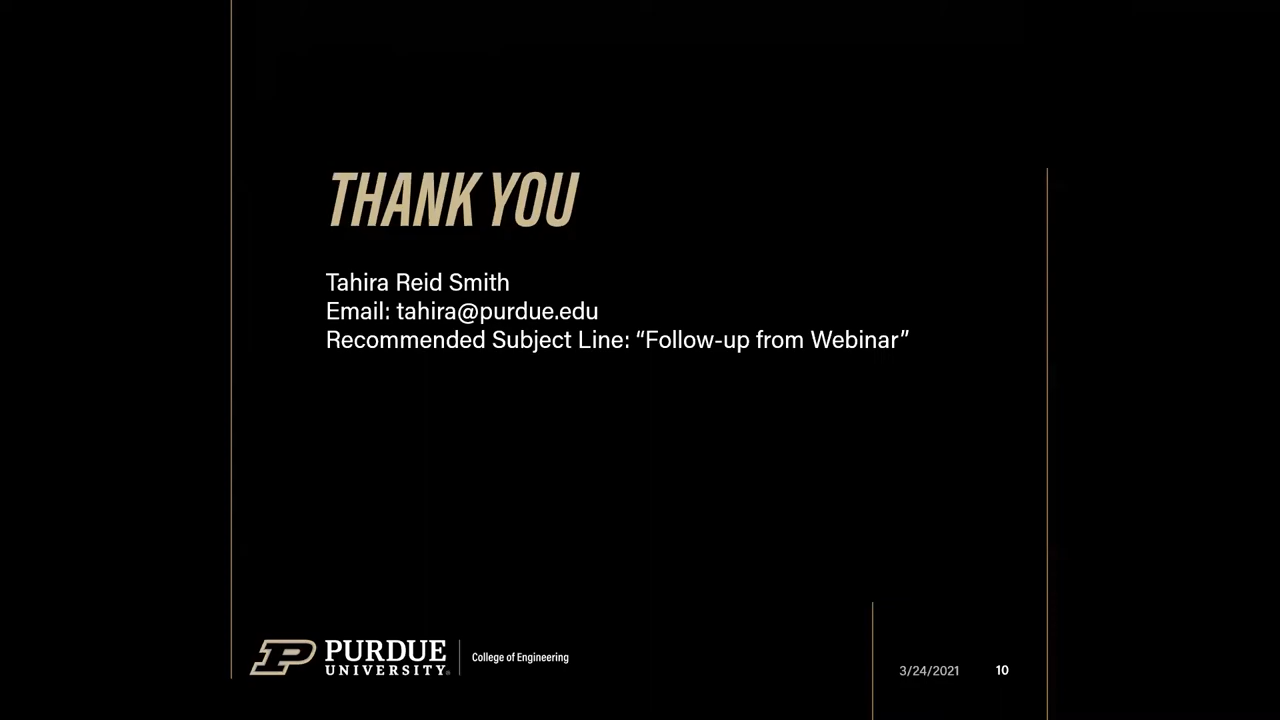 THANK YOU
Tahira Reid Smith
Email: tahira@purdue.edu
Recommended Subject Line: “Follow-up from Webinar”
P PURDUE UNIVERSITY®
College of Engineering
3/24/2021
10